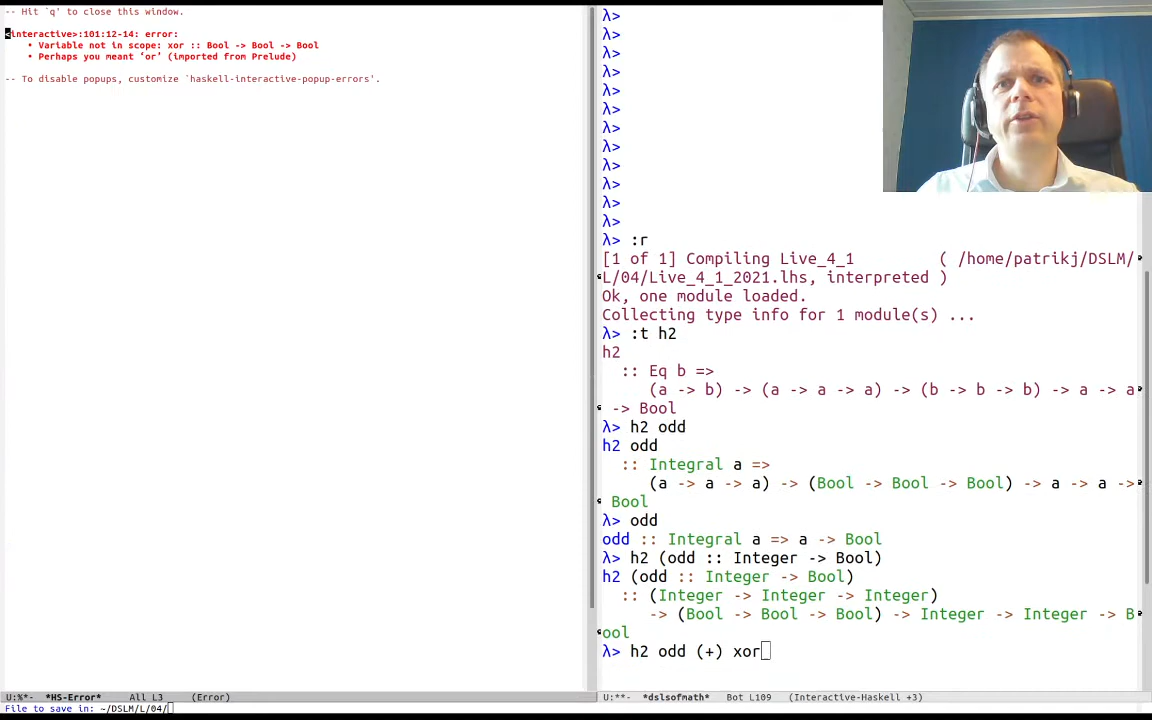 -- Hit `q' to close this window.
<interactive>:101:12-14: error:
• Variable not in scope: xor :: Bool -> Bool -> Bool
• Perhaps you meant ‘or’ (imported from Prelude)
-- To disable popups, customize `haskell-interactive-popup-errors'.
U:%*- *HS-Error* All L3 (Error)
File to save in: ~/DSLM/L/04/
λ>
λ>
λ>
λ>
λ>
λ>
λ>
λ>
λ>
λ>
λ>
λ>
λ> :r
[1 of 1] Compiling Live_4_1 ( /home/patrikj/DSLM/
L/04/Live_4_1_2021.lhs, interpreted )
Ok, one module loaded.
Collecting type info for 1 module(s) ...
λ> :t h2
h2
:: Eq b =>
(a -> b) -> (a -> a -> a) -> (b -> b -> b) -> a -> a
-> Bool
λ> h2 odd
h2 odd
:: Integral a =>
(a -> a -> a) -> (Bool -> Bool -> Bool) -> a -> a ->
Bool
λ> odd
odd :: Integral a => a -> Bool
λ> h2 (odd :: Integer -> Bool)
h2 (odd :: Integer -> Bool)
:: (Integer -> Integer -> Integer)
-> (Bool -> Bool -> Bool) -> Integer -> Integer -> B
ool
λ> h2 odd (+) xor
U:**- *dslsofmath* Bot L109 (Interactive-Haskell +3)